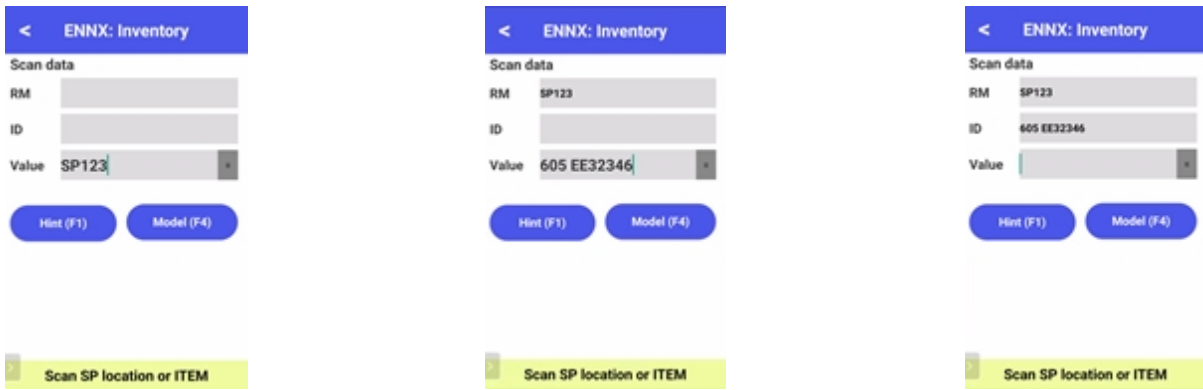 < ENNX: Inventory
Scan data
RM
ID
Value SP123
Hint (F1) Model (F4)
>
Scan SP location or ITEM
< ENNX: Inventory
Scan data
RM SP123
ID
Value 605 EE32346
Hint (F1) Model (F4)
>
Scan SP location or ITEM
< ENNX: Inventory
Scan data
RM SP123
ID 605 EE32346
Value
Hint (F1) Model (F4)
>
Scan SP location or ITEM